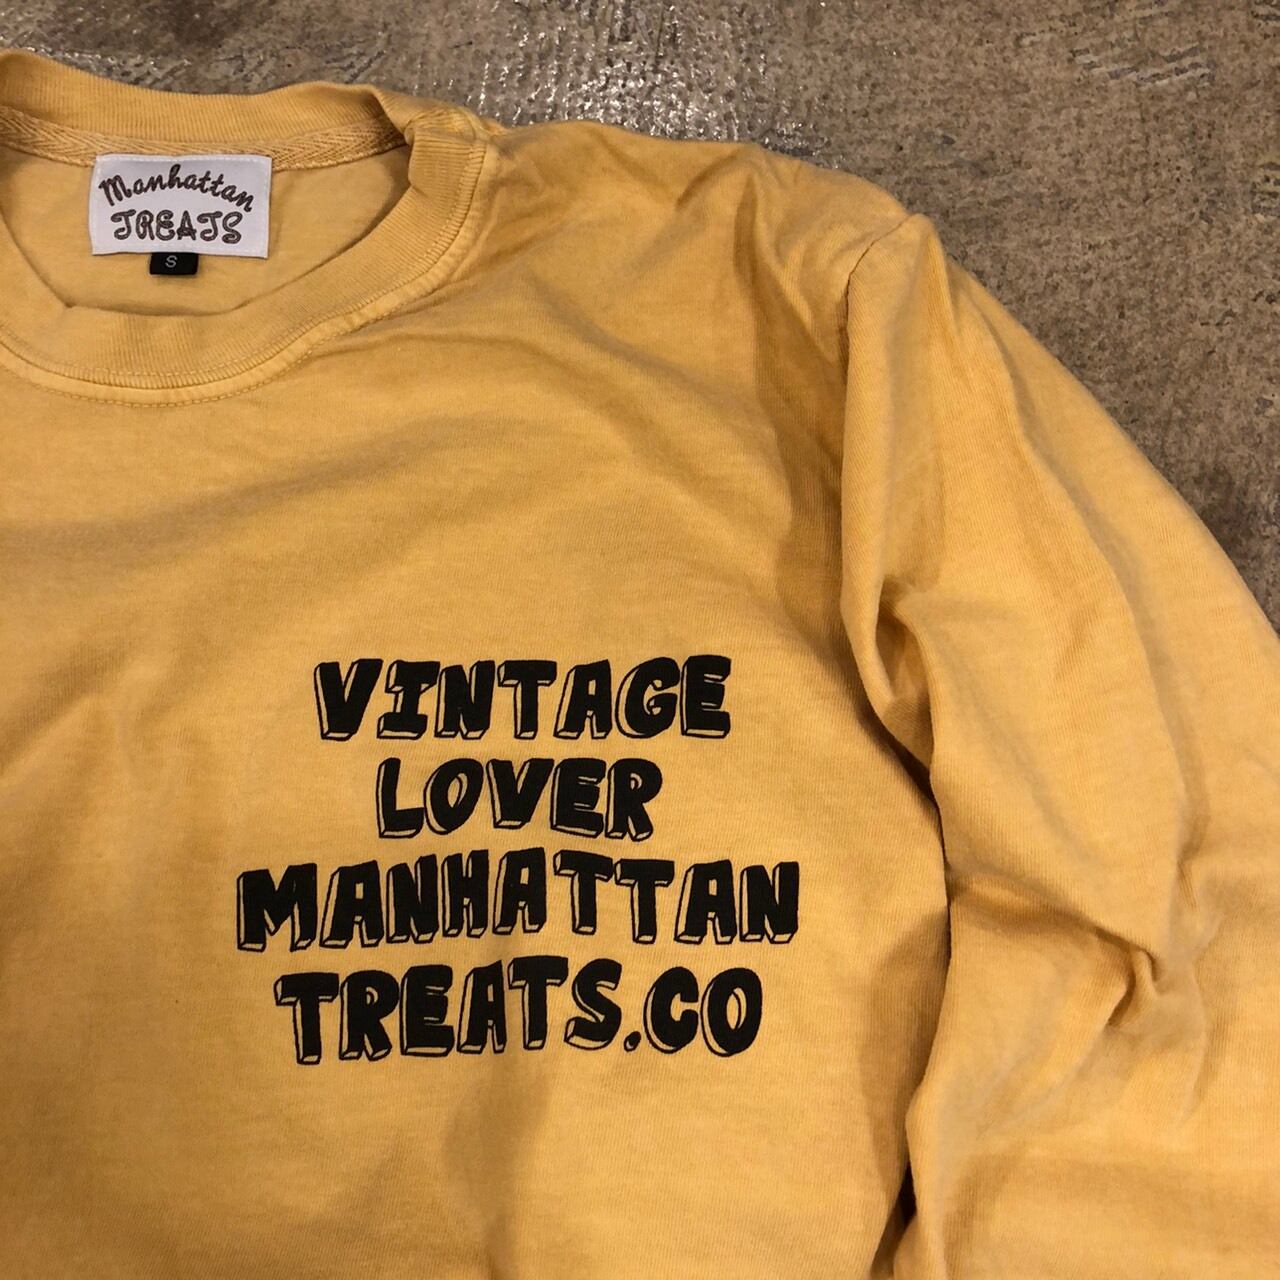 Manhattan
TREATS
S
VINTAGE
LOVER
MANHATTAN
TREATS.CO